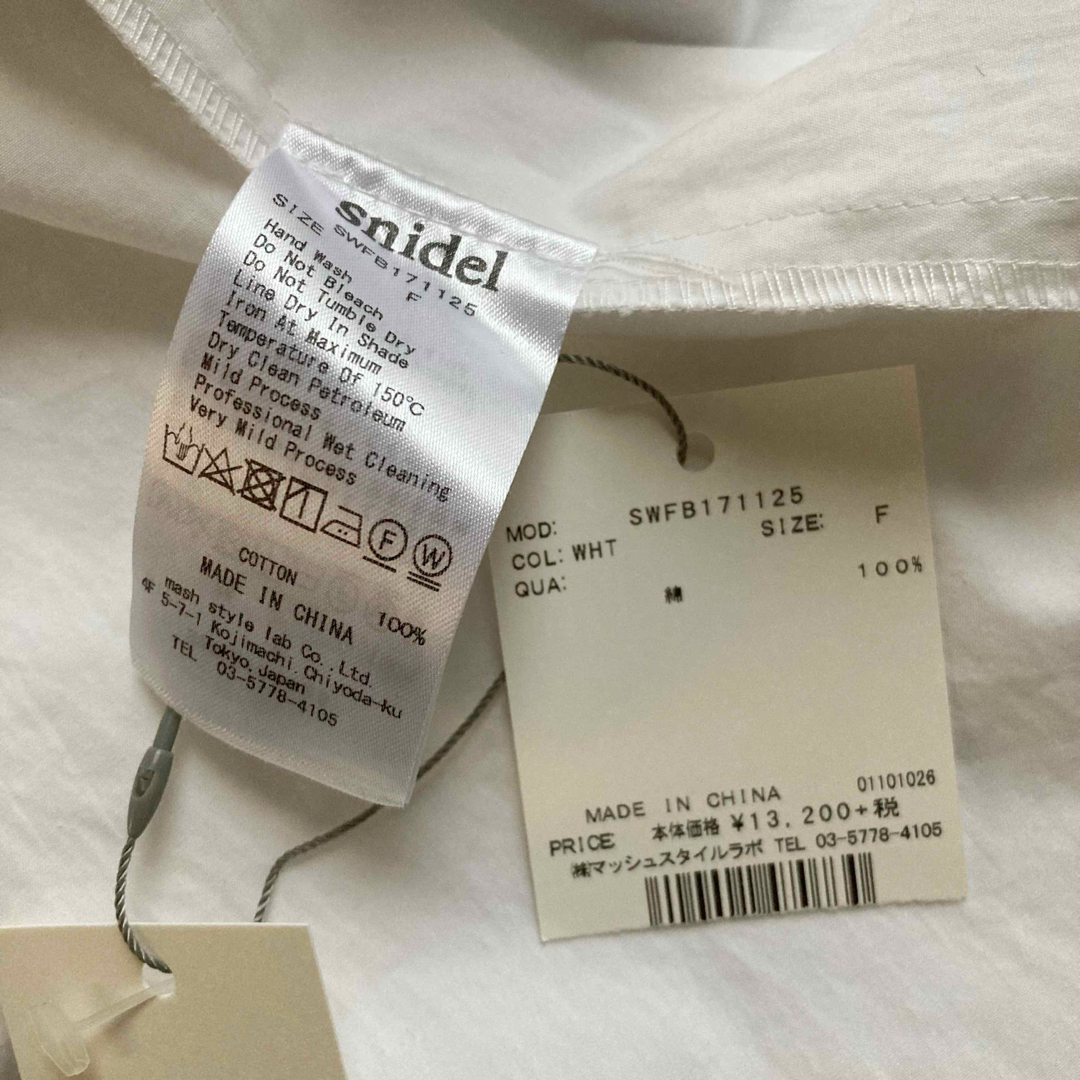 snidel
SIZE SWFB171125
F
Hand Wash
Do Not Bleach
Do Not Tumble Dry
Line Dry In Shade
Iron At Maximum
Temperature Of 150℃
Dry Clean Petroleum
Mild Process
Professional Wet Cleaning
Very Mild Process
F W
COTTON 100%
MADE IN CHINA
mash style lab Co.,Ltd.
4F 5-7-1 Kojimachi.Chiyoda-ku
Tokyo.Japan
TEL 03-5778-4105
MOD: SWFB171125
COL: WHT SIZE: F
QUA: 綿 100%
01101026
MADE IN CHINA
PRICE 本体価格 ¥13,200+税
㈱マッシュスタイルラボ TEL 03-5778-4105